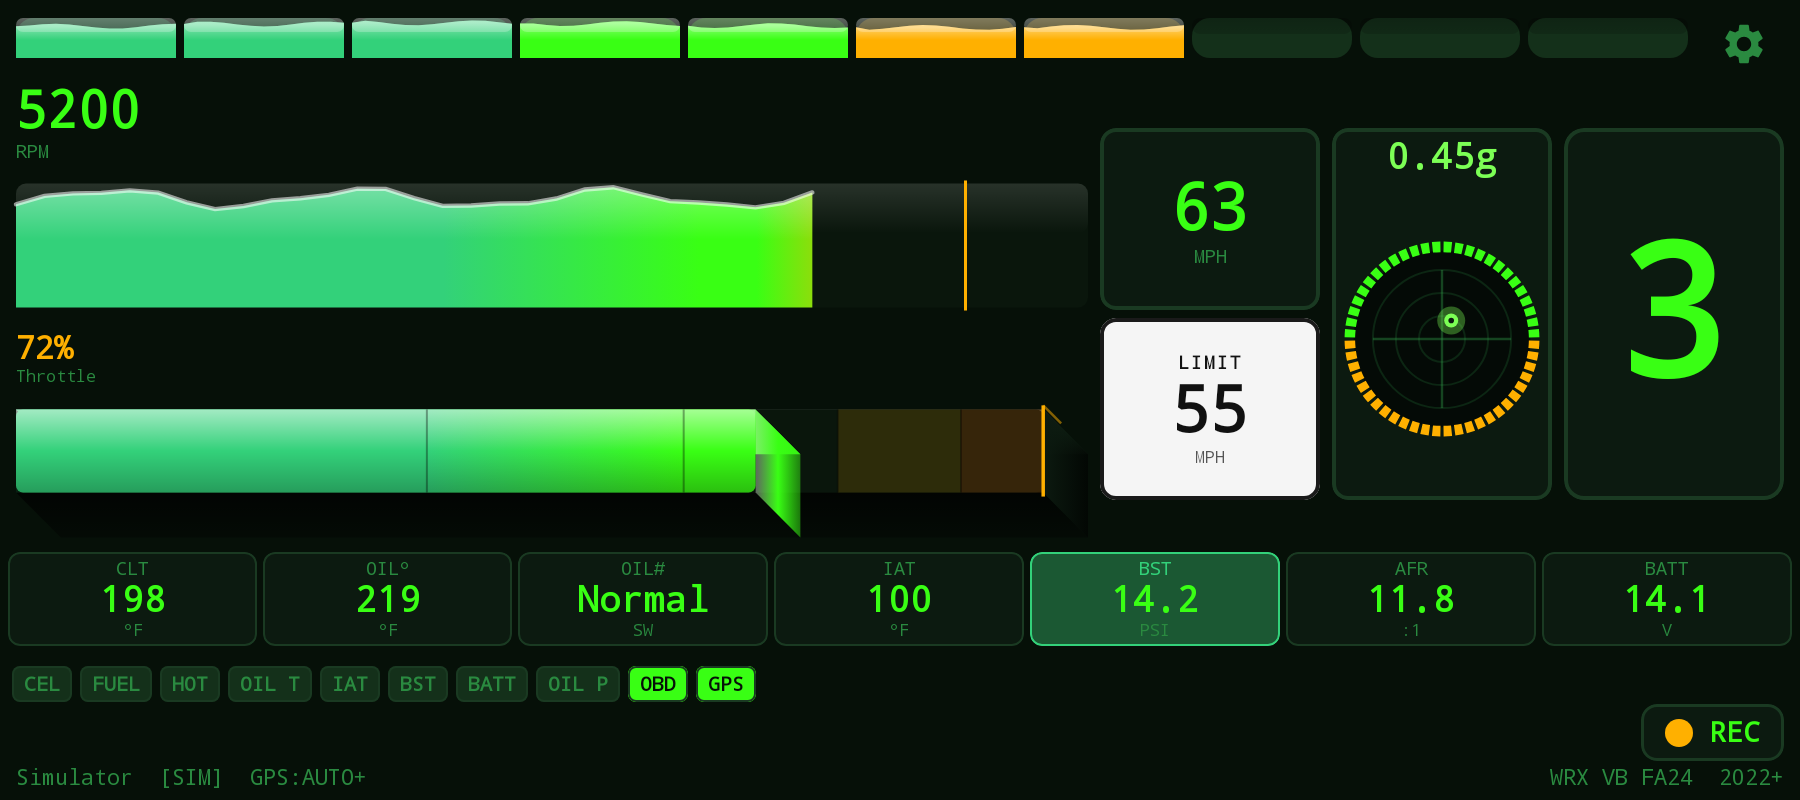 5200
RPM
0.45g
63
MPH
3
72%
Throttle
LIMIT
55
MPH
CLT OIL° OIL# IAT BST AFR BATT
198 219 Normal 100 14.2 11.8 14.1
°F °F SW °F PSI :1 V
CEL FUEL HOT OIL T IAT BST BATT OIL P OBD GPS
REC
Simulator [SIM] GPS:AUTO+ WRX VB FA24 2022+